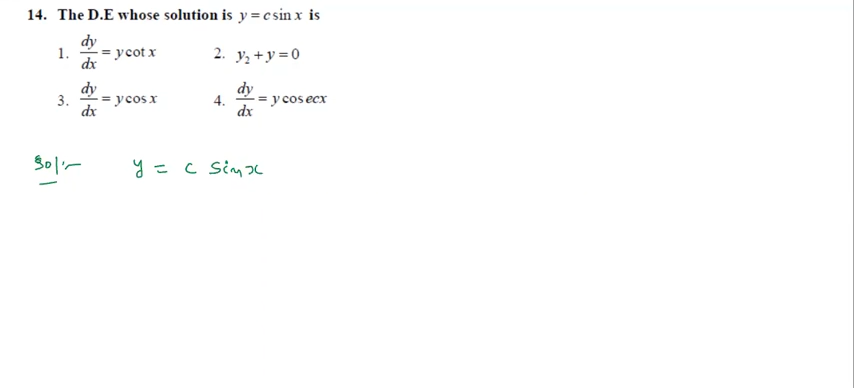 14. The D.E whose solution is y = c sin x is
1. dy/dx = y cot x 2. y₂ + y = 0
3. dy/dx = y cos x 4. dy/dx = y cos ecx
Sol:- y = c sin x